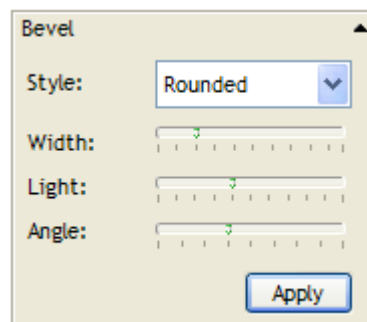 Bevel
Style: Rounded
Width:
Light:
Angle:
Apply